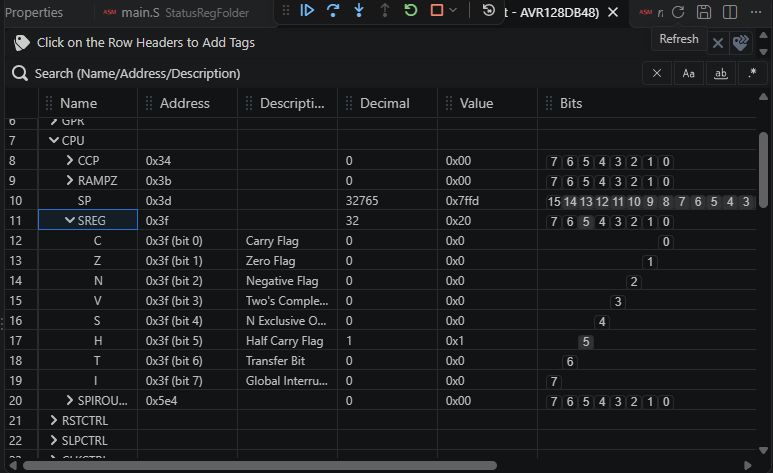 Properties ASM main.S StatusRegFolder t - AVR128DB48) ASM
Click on the Row Headers to Add Tags Refresh
Search (Name/Address/Description) Aa ab .*
Name Address Descripti... Decimal Value Bits
6 GPR
7 CPU
8 CCP 0x34 0 0x00 7 6 5 4 3 2 1 0
9 RAMPZ 0x3b 0 0x00 7 6 5 4 3 2 1 0
10 SP 0x3d 32765 0x7ffd 15 14 13 12 11 10 9 8 7 6 5 4 3
11 SREG 0x3f 32 0x20 7 6 5 4 3 2 1 0
12 C 0x3f (bit 0) Carry Flag 0 0x0 0
13 Z 0x3f (bit 1) Zero Flag 0 0x0 1
14 N 0x3f (bit 2) Negative Flag 0 0x0 2
15 V 0x3f (bit 3) Two's Comple... 0 0x0 3
16 S 0x3f (bit 4) N Exclusive O... 0 0x0 4
17 H 0x3f (bit 5) Half Carry Flag 1 0x1 5
18 T 0x3f (bit 6) Transfer Bit 0 0x0 6
19 I 0x3f (bit 7) Global Interru... 0 0x0 7
20 SPIROU... 0x5e4 0 0x00 7 6 5 4 3 2 1 0
21 RSTCTRL
22 SLPCTRL